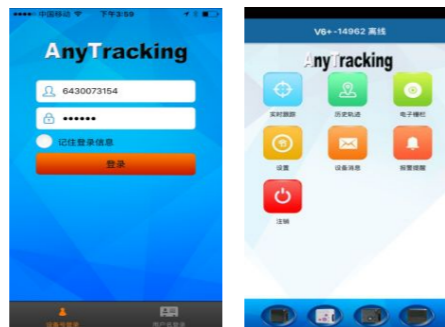 中国移动 下午3:59
AnyTracking
6430073154
••••••
记住登录信息
登录
设备号登录
用户名登录
V6+-14962 离线
AnyTracking
实时跟踪 历史轨迹 电子栅栏
设置 设备消息 报警提醒
注销